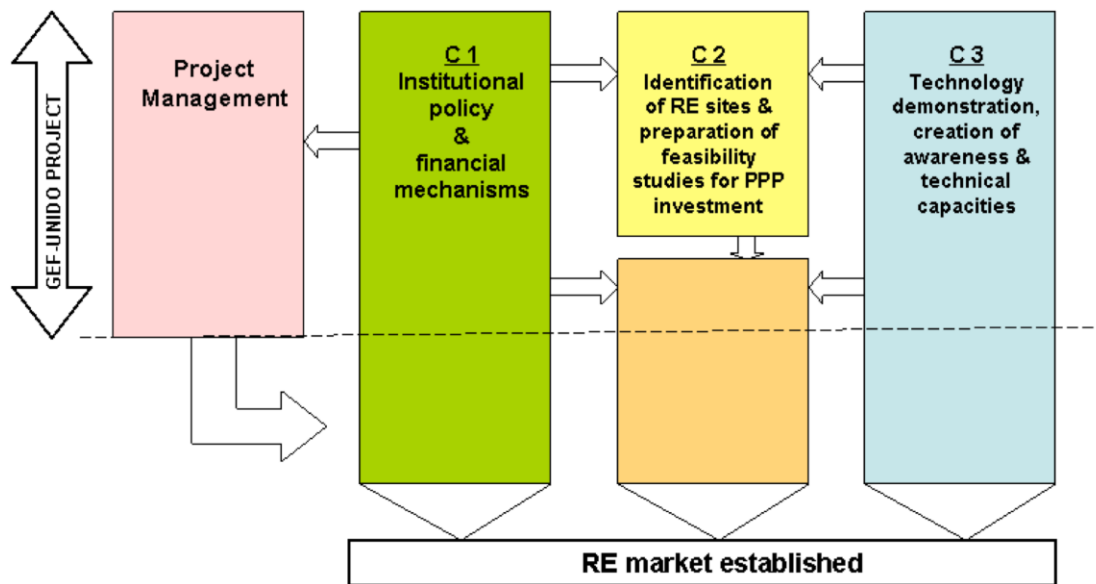 GEF-UNIDO PROJECT
Project
Management
C 1
Institutional
policy
&
financial
mechanisms
C 2
Identification
of RE sites &
preparation of
feasibility
studies for PPP
investment
C 3
Technology
demonstration,
creation of
awareness &
technical
capacities
RE market established